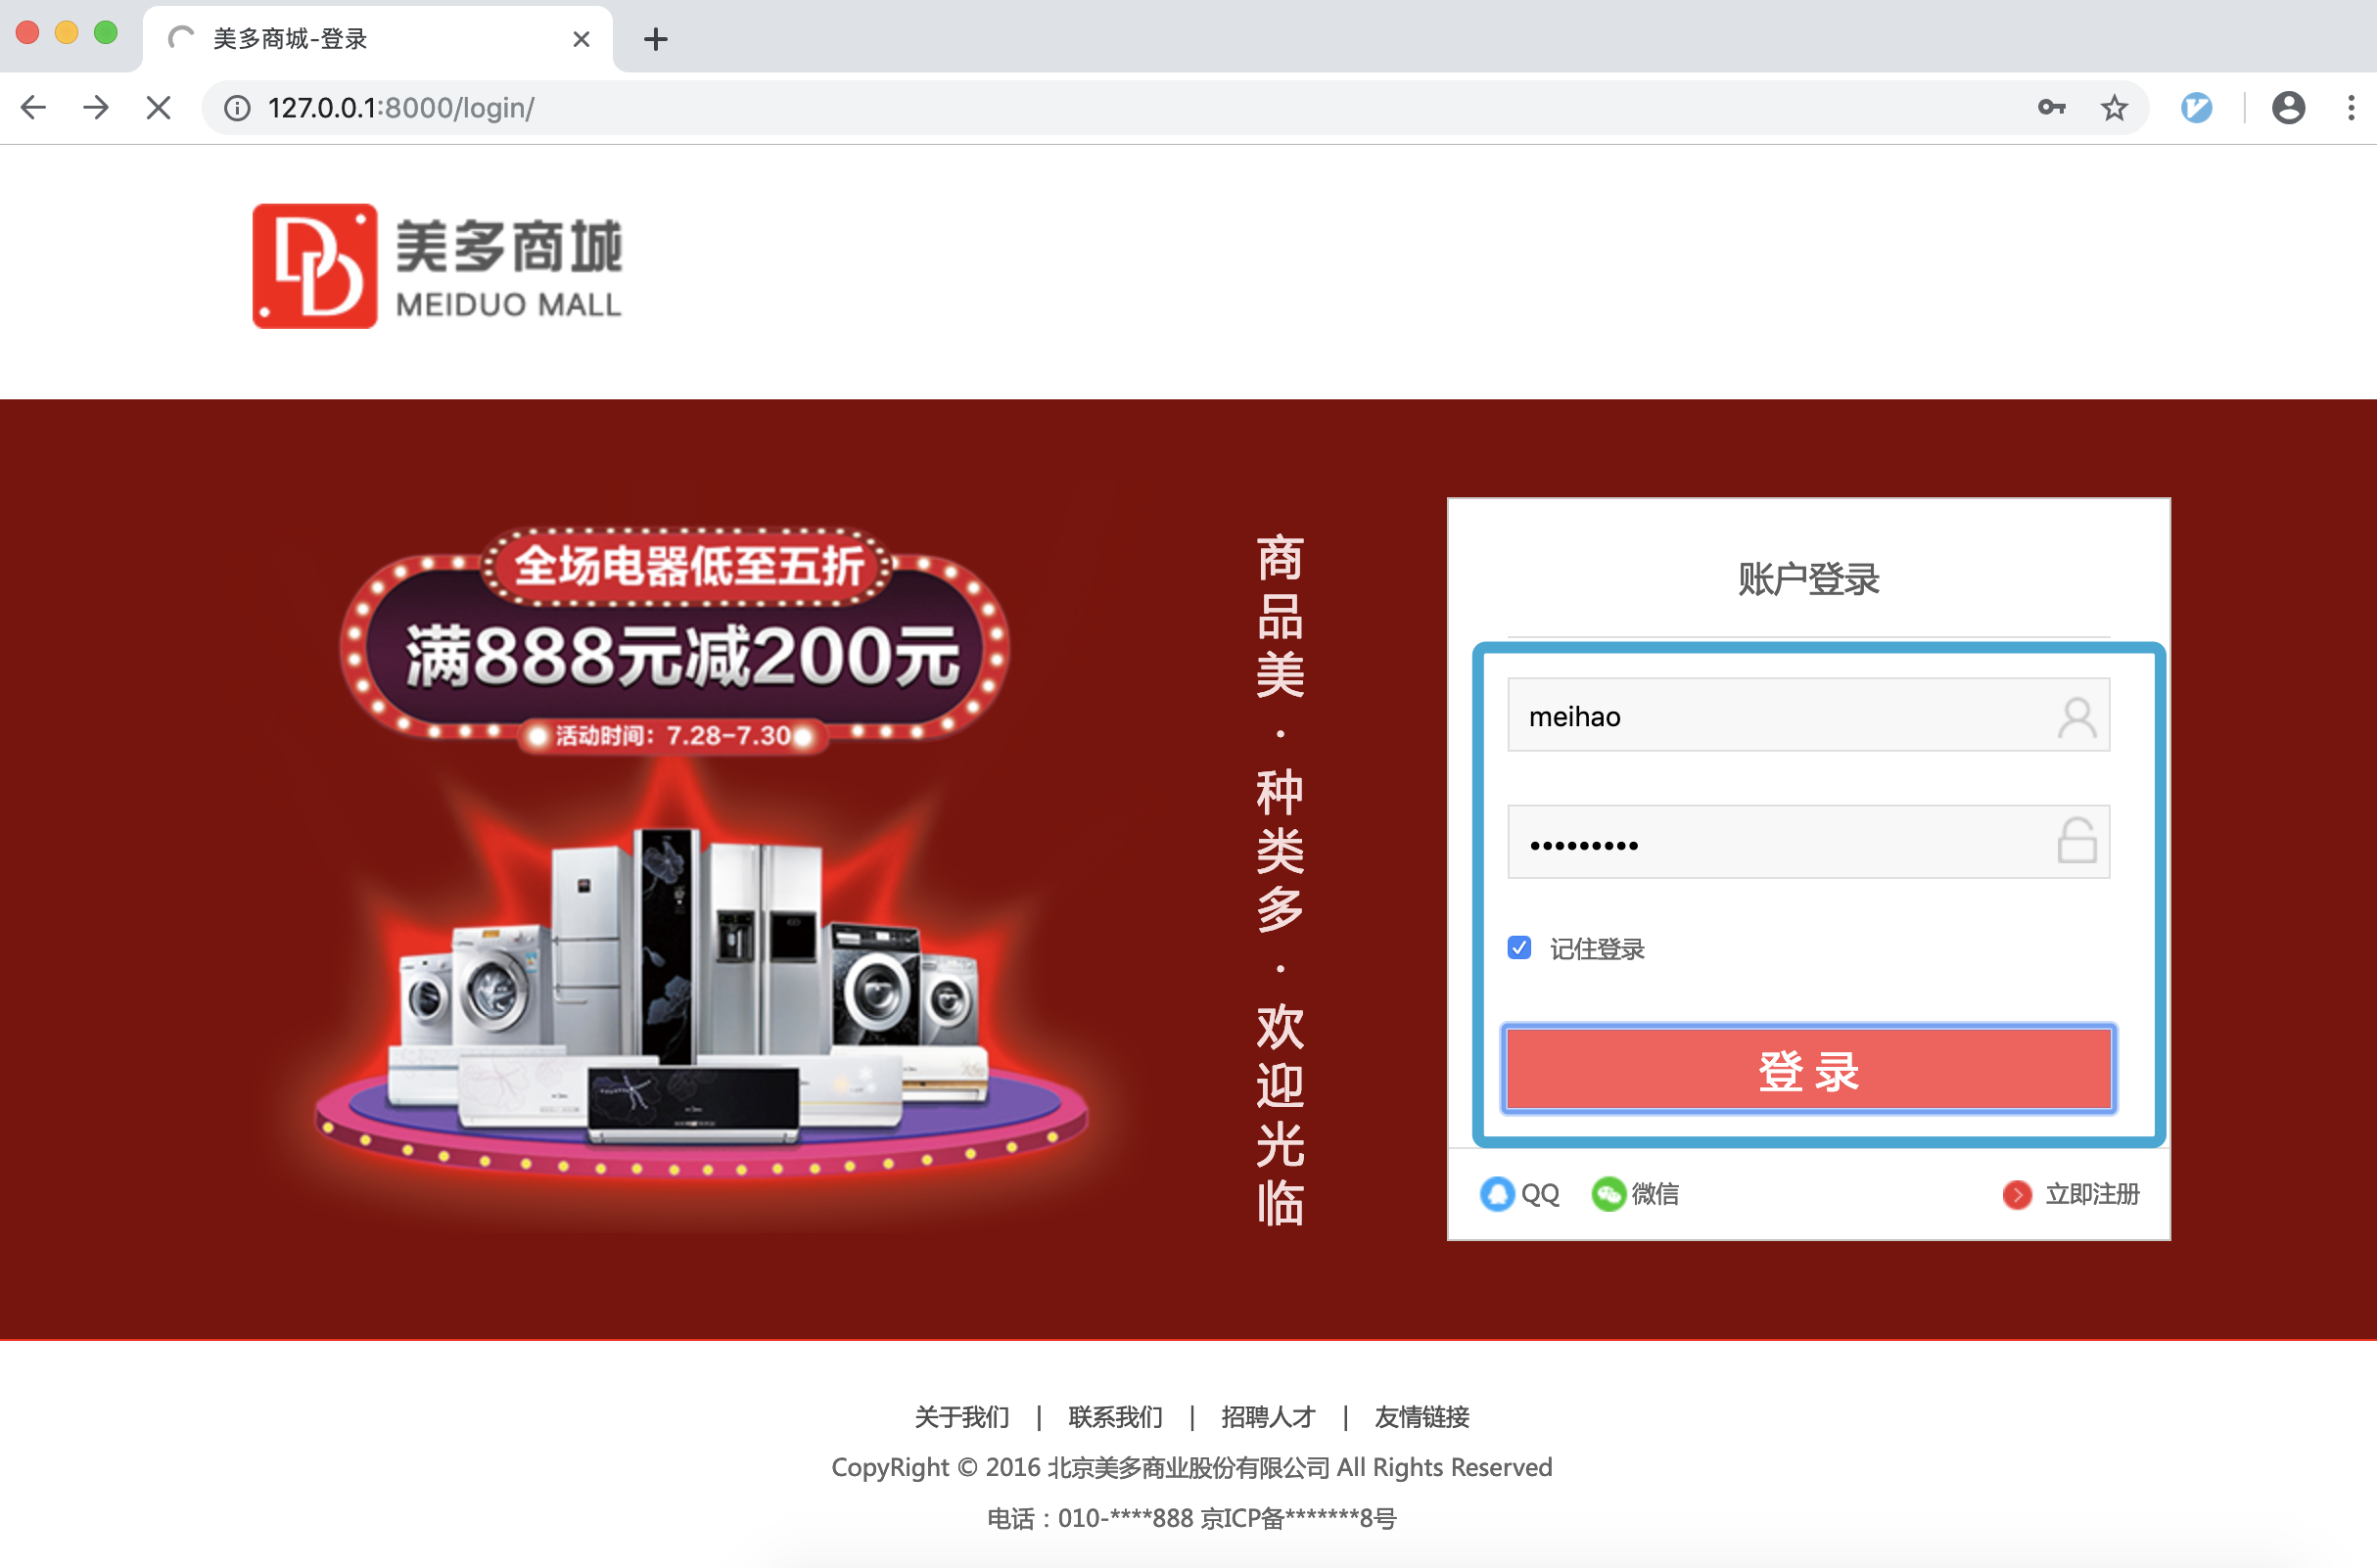 美多商城-登录
127.0.0.1:8000/login/
美多商城
MEIDUO MALL
全场电器低至五折
满888元减200元
活动时间：7.28-7.30
商品美·种类多·欢迎光临
账户登录
meihao
•••••••••
记住登录
登录
QQ 微信 立即注册
关于我们 | 联系我们 | 招聘人才 | 友情链接
CopyRight © 2016 北京美多商业股份有限公司 All Rights Reserved
电话：010-****888 京ICP备*******8号